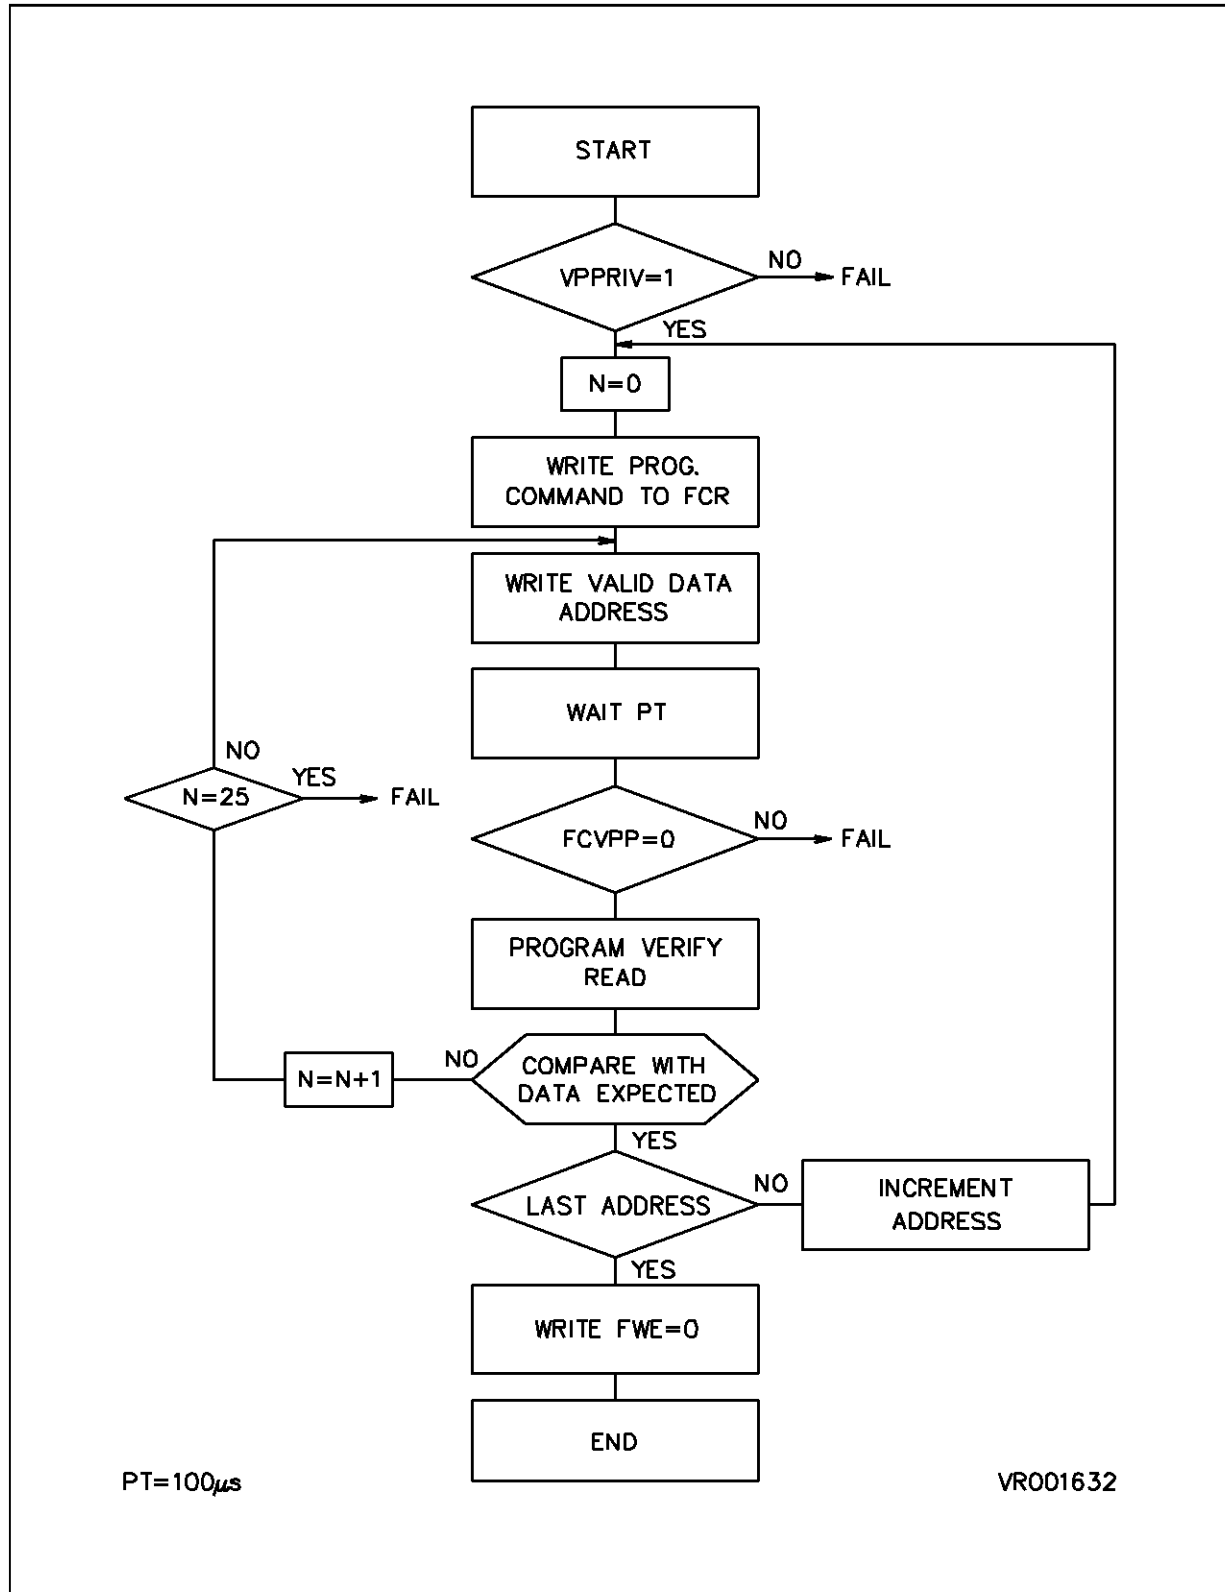 START
VPPRIV=1
NO
FAIL
YES
N=0
WRITE PROG.
COMMAND TO FCR
WRITE VALID DATA
ADDRESS
WAIT PT
NO
N=25
YES
FAIL
FCVPP=0
NO
FAIL
PROGRAM VERIFY
READ
COMPARE WITH
DATA EXPECTED
NO
N=N+1
YES
LAST ADDRESS
NO
INCREMENT
ADDRESS
YES
WRITE FWE=0
END
PT=100µs
VR001632